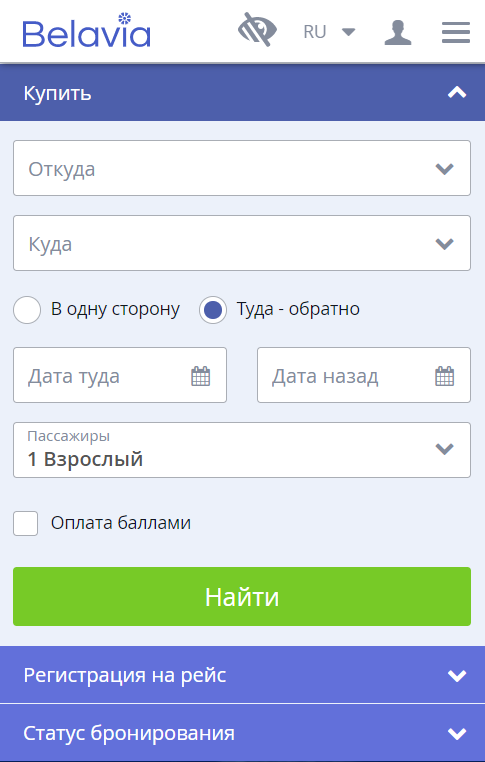 Belavia
RU
Купить
Откуда
Куда
В одну сторону
Туда - обратно
Дата туда
Дата назад
Пассажиры
1 Взрослый
Оплата баллами
Найти
Регистрация на рейс
Статус бронирования